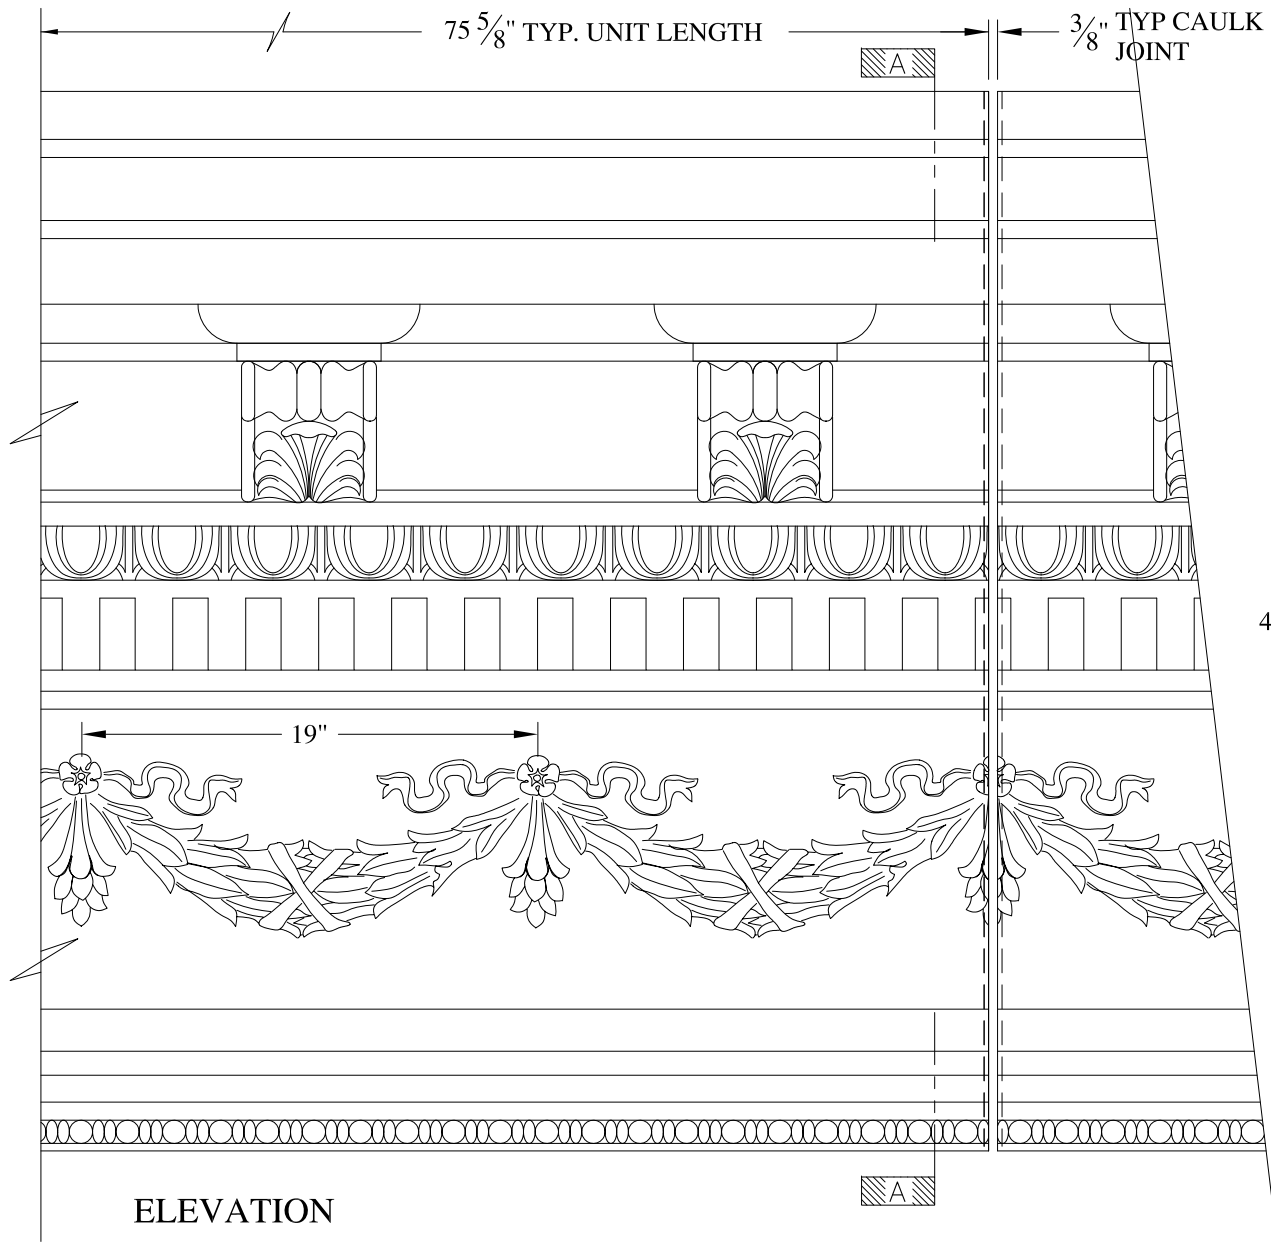 75 5/8" TYP. UNIT LENGTH
3/8" TYP CAULK
JOINT
A
4
19"
A
ELEVATION